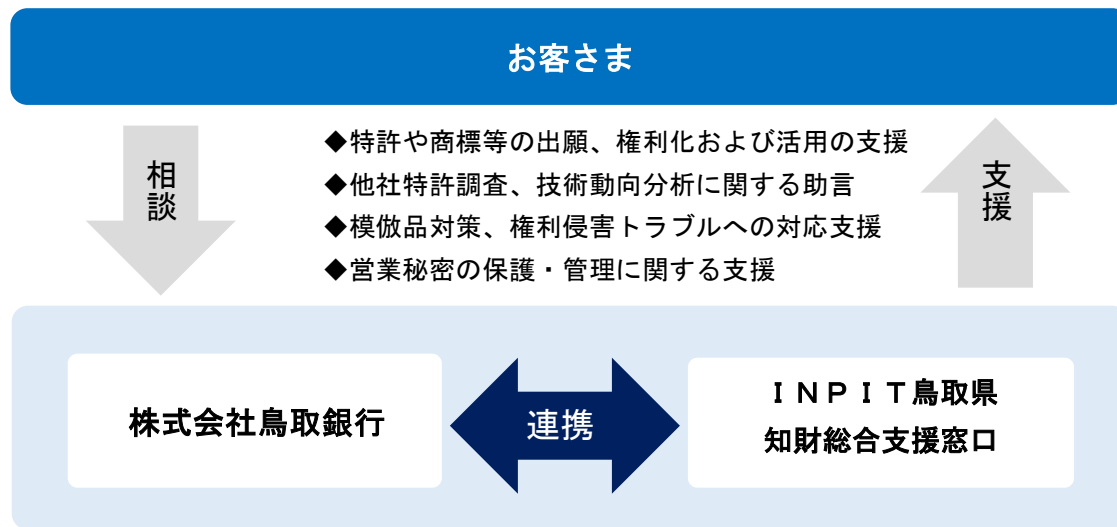 お客さま
相談
◆特許や商標等の出願、権利化および活用の支援
◆他社特許調査、技術動向分析に関する助言
◆模倣品対策、権利侵害トラブルへの対応支援
◆営業秘密の保護・管理に関する支援
支援
株式会社鳥取銀行
連携
ＩＮＰＩＴ鳥取県
知財総合支援窓口